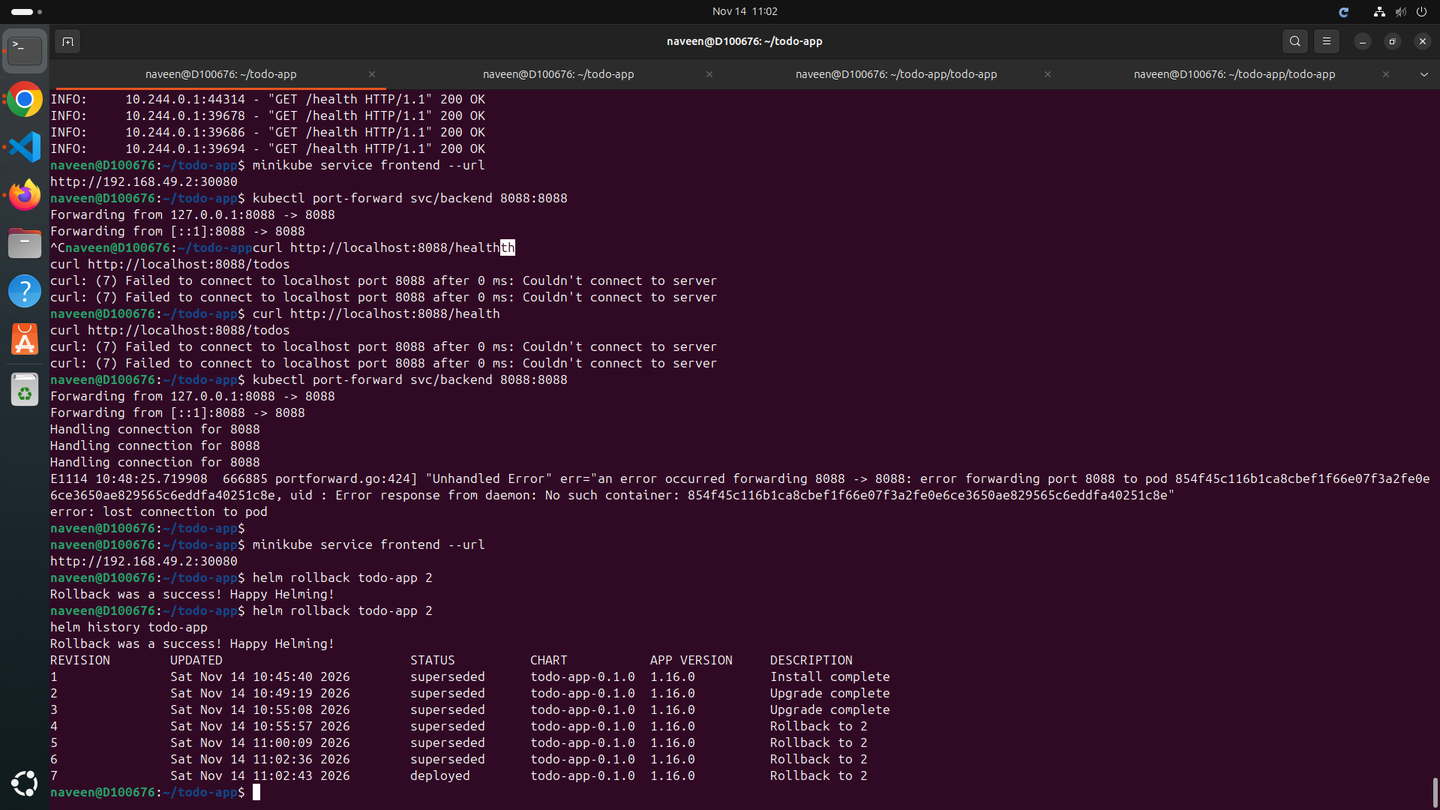 Nov 14 11:02
naveen@D100676: ~/todo-app
naveen@D100676: ~/todo-app
naveen@D100676: ~/todo-app
naveen@D100676: ~/todo-app/todo-app
naveen@D100676: ~/todo-app/todo-app
INFO:     10.244.0.1:44314 - "GET /health HTTP/1.1" 200 OK
INFO:     10.244.0.1:39678 - "GET /health HTTP/1.1" 200 OK
INFO:     10.244.0.1:39686 - "GET /health HTTP/1.1" 200 OK
INFO:     10.244.0.1:39694 - "GET /health HTTP/1.1" 200 OK
naveen@D100676:~/todo-app$ minikube service frontend --url
http://192.168.49.2:30080
naveen@D100676:~/todo-app$ kubectl port-forward svc/backend 8088:8088
Forwarding from 127.0.0.1:8088 -> 8088
Forwarding from [::1]:8088 -> 8088
^Cnaveen@D100676:~/todo-appcurl http://localhost:8088/healthth
curl http://localhost:8088/todos
curl: (7) Failed to connect to localhost port 8088 after 0 ms: Couldn't connect to server
curl: (7) Failed to connect to localhost port 8088 after 0 ms: Couldn't connect to server
naveen@D100676:~/todo-app$ curl http://localhost:8088/health
curl http://localhost:8088/todos
curl: (7) Failed to connect to localhost port 8088 after 0 ms: Couldn't connect to server
curl: (7) Failed to connect to localhost port 8088 after 0 ms: Couldn't connect to server
naveen@D100676:~/todo-app$ kubectl port-forward svc/backend 8088:8088
Forwarding from 127.0.0.1:8088 -> 8088
Forwarding from [::1]:8088 -> 8088
Handling connection for 8088
Handling connection for 8088
Handling connection for 8088
E1114 10:48:25.719908  666885 portforward.go:424] "Unhandled Error" err="an error occurred forwarding 8088 -> 8088: error forwarding port 8088 to pod 854f45c116b1ca8cbef1f66e07f3a2fe0e
6ce3650ae829565c6eddfa40251c8e, uid : Error response from daemon: No such container: 854f45c116b1ca8cbef1f66e07f3a2fe0e6ce3650ae829565c6eddfa40251c8e"
error: lost connection to pod
naveen@D100676:~/todo-app$
naveen@D100676:~/todo-app$ minikube service frontend --url
http://192.168.49.2:30080
naveen@D100676:~/todo-app$ helm rollback todo-app 2
Rollback was a success! Happy Helming!
naveen@D100676:~/todo-app$ helm rollback todo-app 2
helm history todo-app
Rollback was a success! Happy Helming!
REVISION        UPDATED                         STATUS          CHART           APP VERSION     DESCRIPTION
1               Sat Nov 14 10:45:40 2026        superseded      todo-app-0.1.0  1.16.0          Install complete
2               Sat Nov 14 10:49:19 2026        superseded      todo-app-0.1.0  1.16.0          Upgrade complete
3               Sat Nov 14 10:55:08 2026        superseded      todo-app-0.1.0  1.16.0          Upgrade complete
4               Sat Nov 14 10:55:57 2026        superseded      todo-app-0.1.0  1.16.0          Rollback to 2
5               Sat Nov 14 11:00:09 2026        superseded      todo-app-0.1.0  1.16.0          Rollback to 2
6               Sat Nov 14 11:02:36 2026        superseded      todo-app-0.1.0  1.16.0          Rollback to 2
7               Sat Nov 14 11:02:43 2026        deployed        todo-app-0.1.0  1.16.0          Rollback to 2
naveen@D100676:~/todo-app$